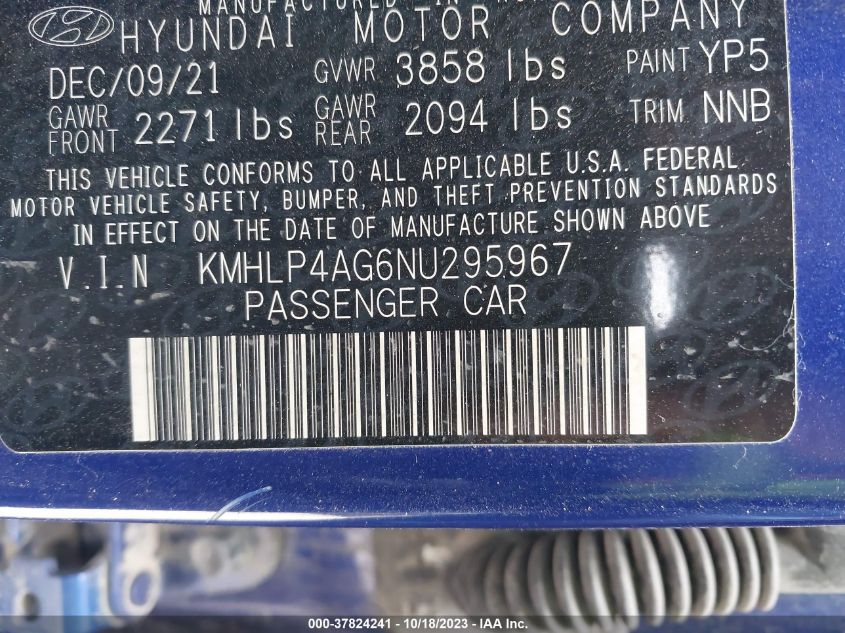 HYUNDAI MOTOR COMPANY
DEC/09/21 GVWR 3858 lbs PAINT YP5
GAWR FRONT 2271 lbs GAWR REAR 2094 lbs TRIM NNB
THIS VEHICLE CONFORMS TO ALL APPLICABLE U.S.A. FEDERAL
MOTOR VEHICLE SAFETY, BUMPER, AND THEFT PREVENTION STANDARDS
IN EFFECT ON THE DATE OF MANUFACTURE SHOWN ABOVE
V.I.N KMHLP4AG6NU295967
PASSENGER CAR
000-37824241 - 10/18/2023 - IAA Inc.